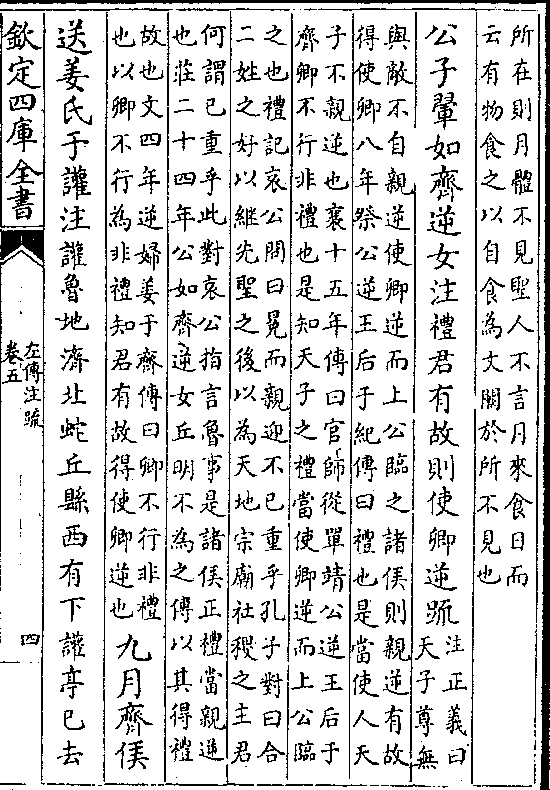 所在則月體不見聖人不言月來食日而
云有物食之以自食為文闕於所不見也
公子翬如齊逆女注禮君有故則使卿逆疏
注正義曰
天子尊無
與敵不自親逆使卿逆而上公臨之諸侯則親逆有故
得使卿八年祭公逆王后于紀傳曰禮也是當使人天
子不親逆也襄十五年傳曰官師從單靖公逆王后于
齊卿不行非禮也是知天子之禮當使卿逆而上公臨
之也禮記哀公問曰冕而親迎不已重乎孔子對曰合
二姓之好以繼先聖之後以為天地宗廟社稷之主君
何謂已重乎此對哀公指言魯事是諸侯正禮當親逆
也莊二十四年公如齊逆女丘明不為之傳以其得禮
故也文四年逆婦姜于齊傳曰卿不行非禮
也以卿不行為非禮知君有故得使卿逆也
九月齊侯
送姜氏于讙注讙魯地濟北蛇丘縣西有下讙亭已去
欽定四庫全書
左傳注疏
卷五
四